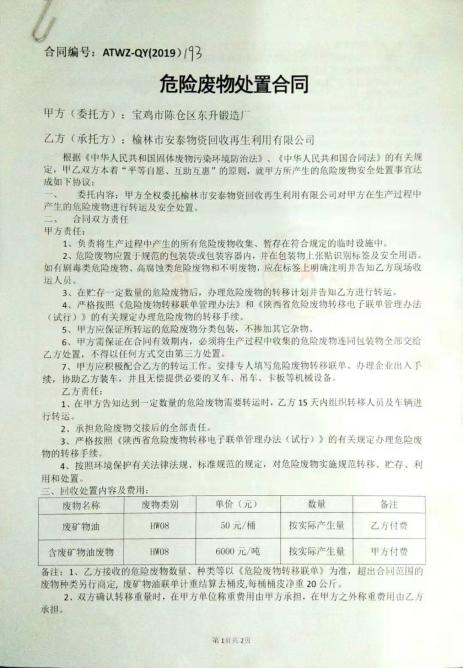 合同编号：ATWZ-QY(2019)193
危险废物处置合同
甲方（委托方）：宝鸡市陈仓区东升锻造厂
乙方（承托方）：榆林市安泰物资回收再生利用有限公司
根据《中华人民共和国固体废物污染环境防治法》、《中华人民共和国合同法》的有关规
定，甲乙双方本着“平等自愿、互助互惠”的原则，就甲方所产生的危险废物安全处置事宜达
成如下协议：
一、 委托内容：甲方全权委托榆林市安泰物资回收再生利用有限公司对甲方在生产过程中
产生的危险废物进行转运及安全处置。
二、 合同双方责任
甲方责任：
1、负责将生产过程中产生的所有危险废物收集、暂存在符合规定的临时设施中。
2、危险废物应置于规范的包装袋或包装容器内，并在包装物上张贴识别标签及安全用语。
如有剧毒类危险废物、高腐蚀类危险废物和不明废物，应在标签上明确注明并告知乙方现场收
运人员。
3、在贮存一定数量的危险废物后，办理危险废物的转移计划并告知乙方进行转运。
4、严格按照《危险废物转移联单管理办法》和《陕西省危险废物转移电子联单管理办法
（试行）》的有关规定办理危险废物的转移手续。
5、甲方应保证所转运的危险废物分类包装，不掺加其它杂物。
6、甲方需保证在合同有效期内，必须将生产过程中收集的危险废物连同包装物全部交给
乙方处置，不得以任何方式交由第三方处置。
7、甲方应积极配合乙方的转运工作。安排专人填写危险废物转移联单、办理企业出入手
续，协助乙方装车，并且无偿提供必要的叉车、吊车、卡板等机械设备。
乙方责任：
1、在甲方告知达到一定数量的危险废物需要转运时，乙方 15 天内组织转移人员及车辆进
行转运。
2、承担危险废物交接后的全部责任。
3、严格按照《陕西省危险废物转移电子联单管理办法（试行）》的有关规定办理危险废
物的转移手续。
4、按照环境保护有关法律法规、标准规范的规定，对危险废物实施规范转移、贮存、利
用和处置。
三、回收处置内容及费用：
废物名称 废物类别 单价（元） 数量 备注
废矿物油 HW08 50 元/桶 按实际产生量 乙方付费
含废矿物油废物 HW08 6000 元/吨 按实际产生量 甲方付费
备注：1、乙方接收的危险废物数量、种类等以《危险废物转移联单》为准，超出合同范围的
废物种类另行商定，废矿物油联单计重结算去桶皮,每桶桶皮净重 20 公斤。
2、双方确认转移重量时，在甲方单位称重费用由甲方承担，在甲方之外称重费用由乙方
承担。
第 1页共 2页